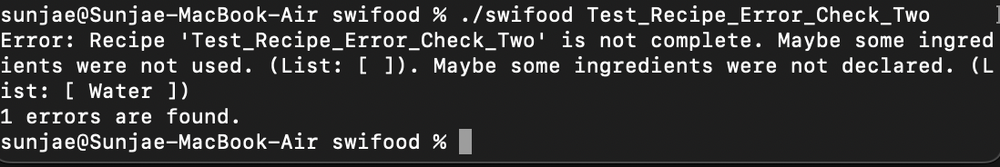 sunjae@Sunjae-MacBook-Air swifood % ./swifood Test_Recipe_Error_Check_Two
Error: Recipe 'Test_Recipe_Error_Check_Two' is not complete. Maybe some ingred
ients were not used. (List: [ ]). Maybe some ingredients were not declared. (L
ist: [ Water ])
1 errors are found.
sunjae@Sunjae-MacBook-Air swifood %